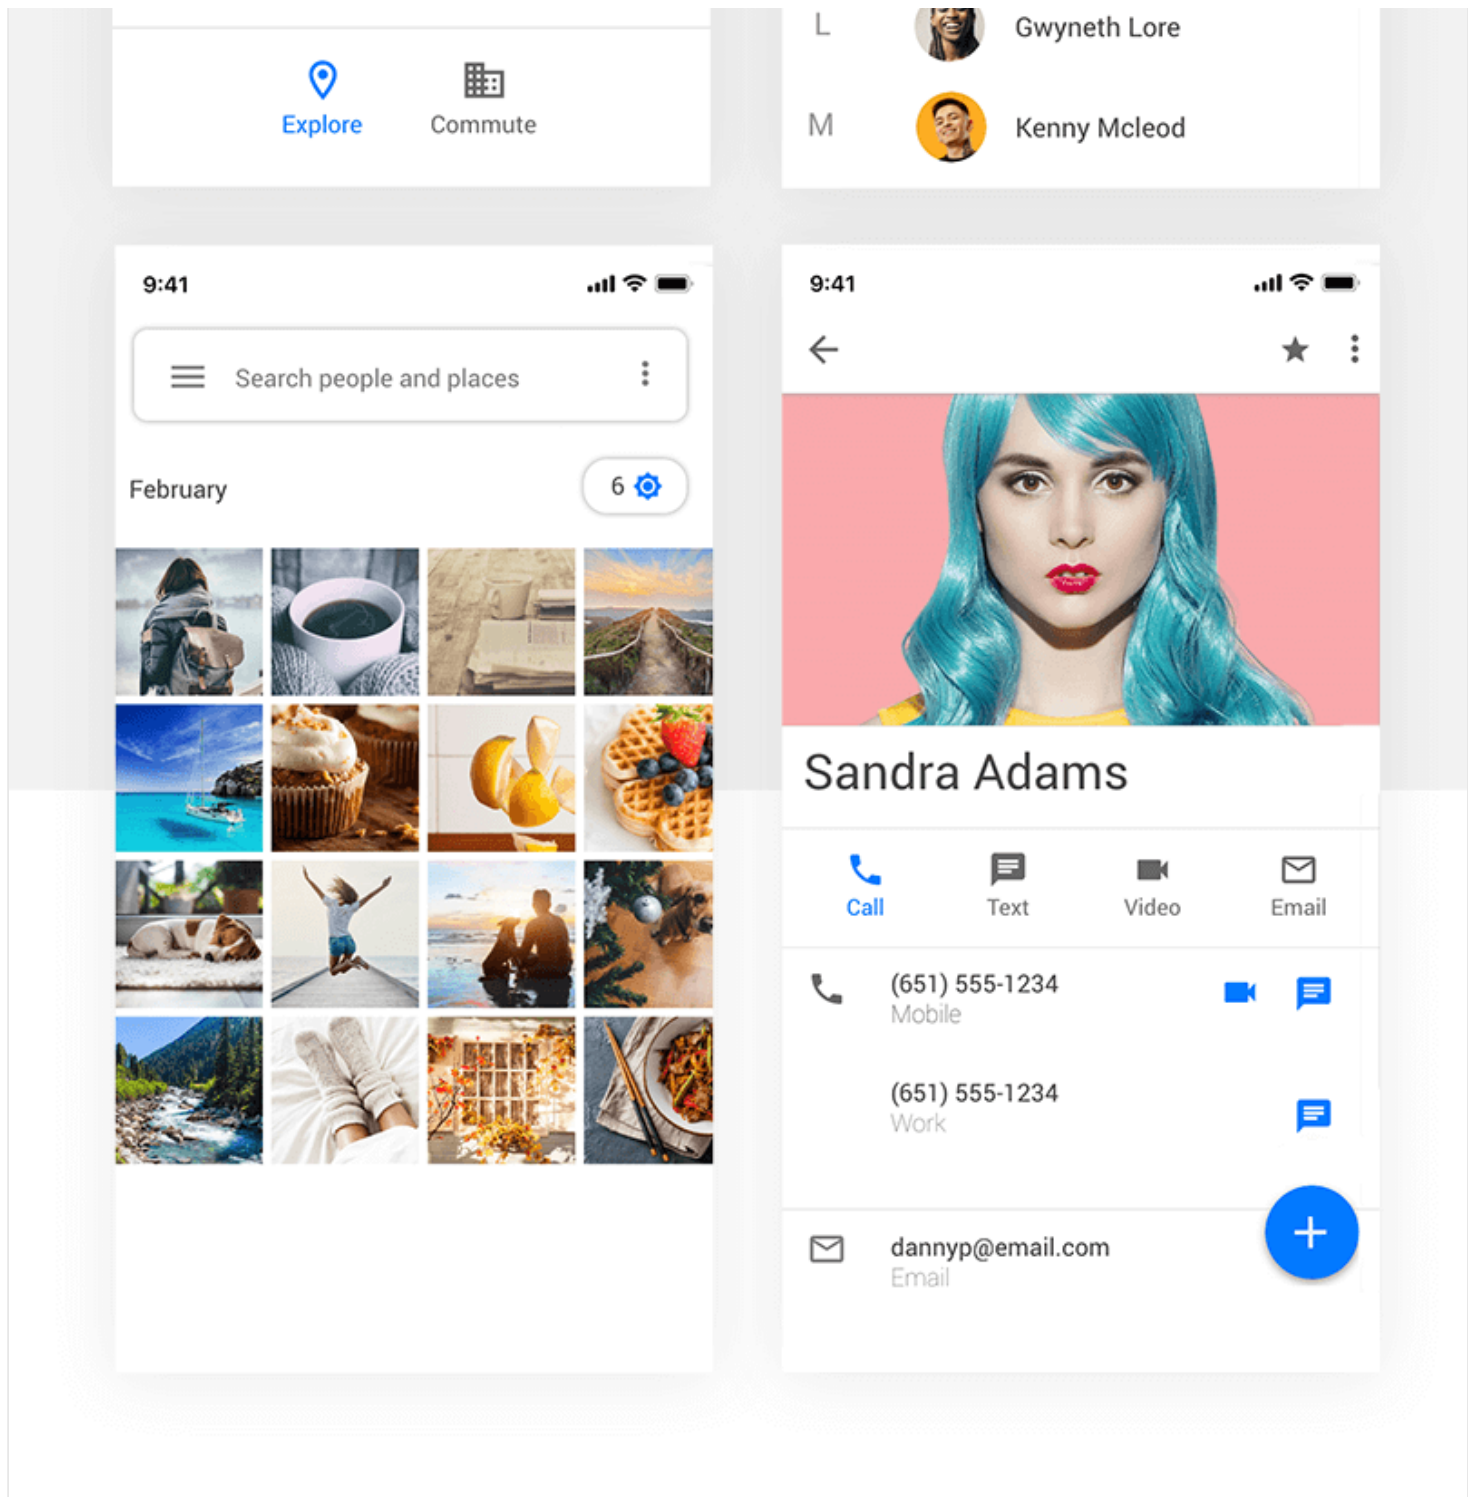 Explore
Commute
L
Gwyneth Lore
M
Kenny Mcleod
9:41
Search people and places
February
6
9:41
Sandra Adams
Call
Text
Video
Email
(651) 555-1234
Mobile
(651) 555-1234
Work
dannyp@email.com
Email